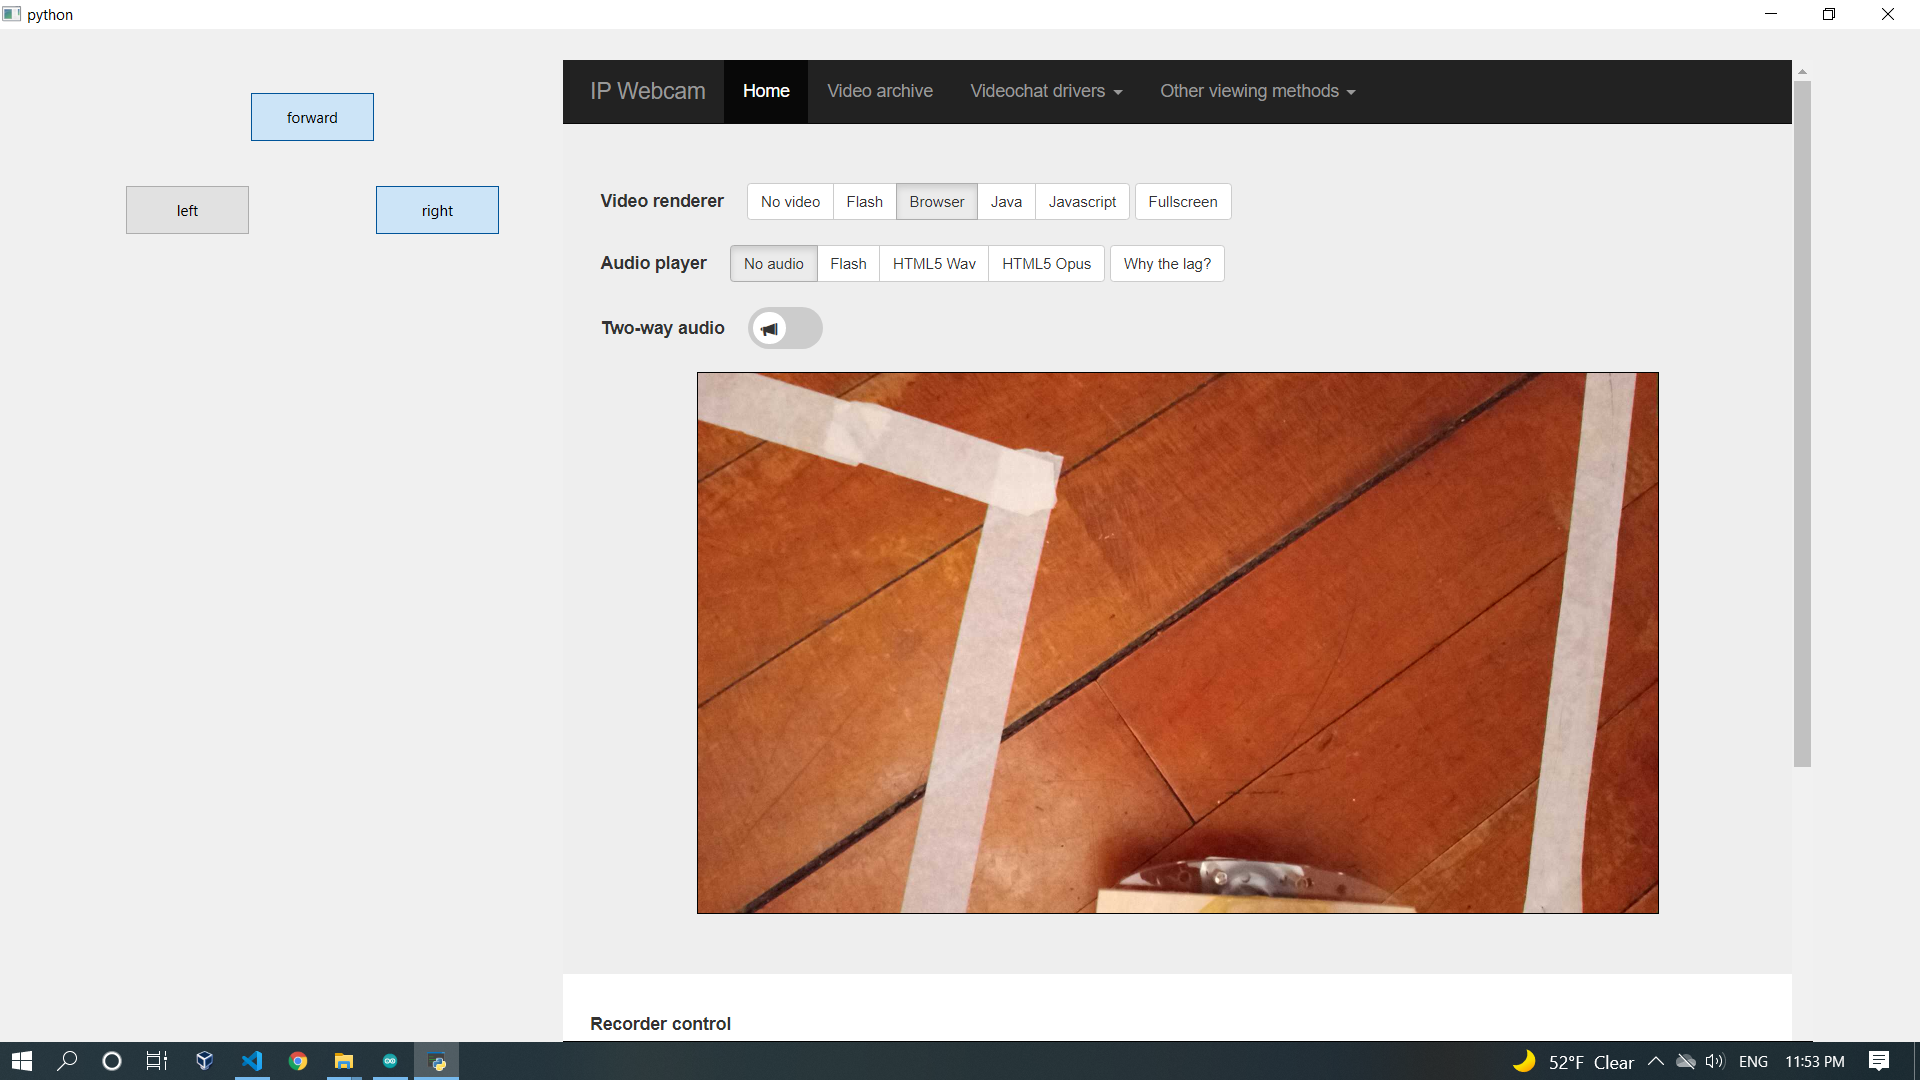 python
forward
left
right
IP Webcam Home Video archive Videochat drivers Other viewing methods
Video renderer No video Flash Browser Java Javascript Fullscreen
Audio player No audio Flash HTML5 Wav HTML5 Opus Why the lag?
Two-way audio
Recorder control
52°F Clear ENG 11:53 PM